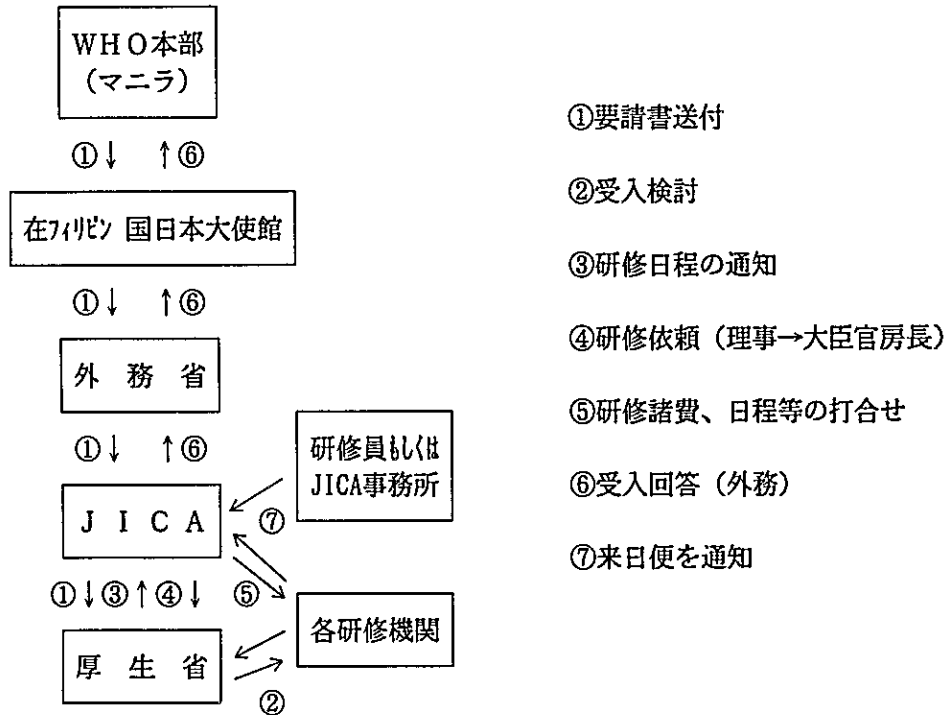 WHO本部
(マニラ)
①↓ ↑⑥
在ﾌｨﾘﾋﾟﾝ 国日本大使館
①↓ ↑⑥
外 務 省
①↓ ↑⑥
研修員もしくは
JICA事務所
J I C A
⑦
①↓③↑④↓ ⑤
各研修機関
厚 生 省
②
①要請書送付
②受入検討
③研修日程の通知
④研修依頼（理事→大臣官房長）
⑤研修諸費、日程等の打合せ
⑥受入回答（外務）
⑦来日便を通知